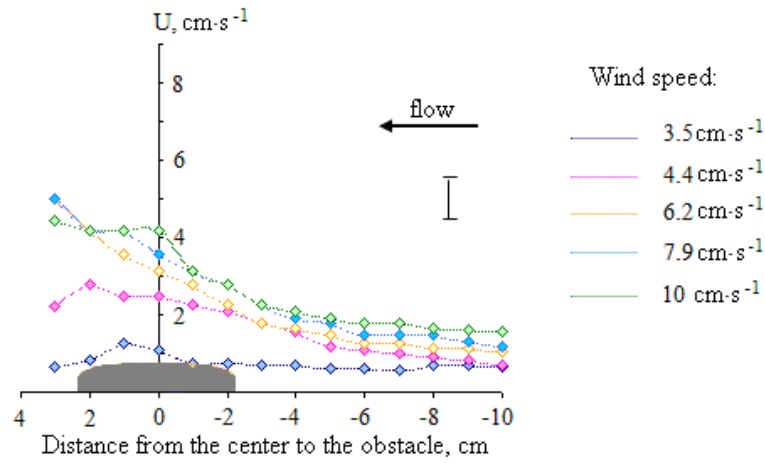 U, cm·s⁻¹
8
6
4
2
4 2 0 -2 -4 -6 -8 -10
Distance from the center to the obstacle, cm
flow
Wind speed:
3.5 cm·s⁻¹
4.4 cm·s⁻¹
6.2 cm·s⁻¹
7.9 cm·s⁻¹
10 cm·s⁻¹